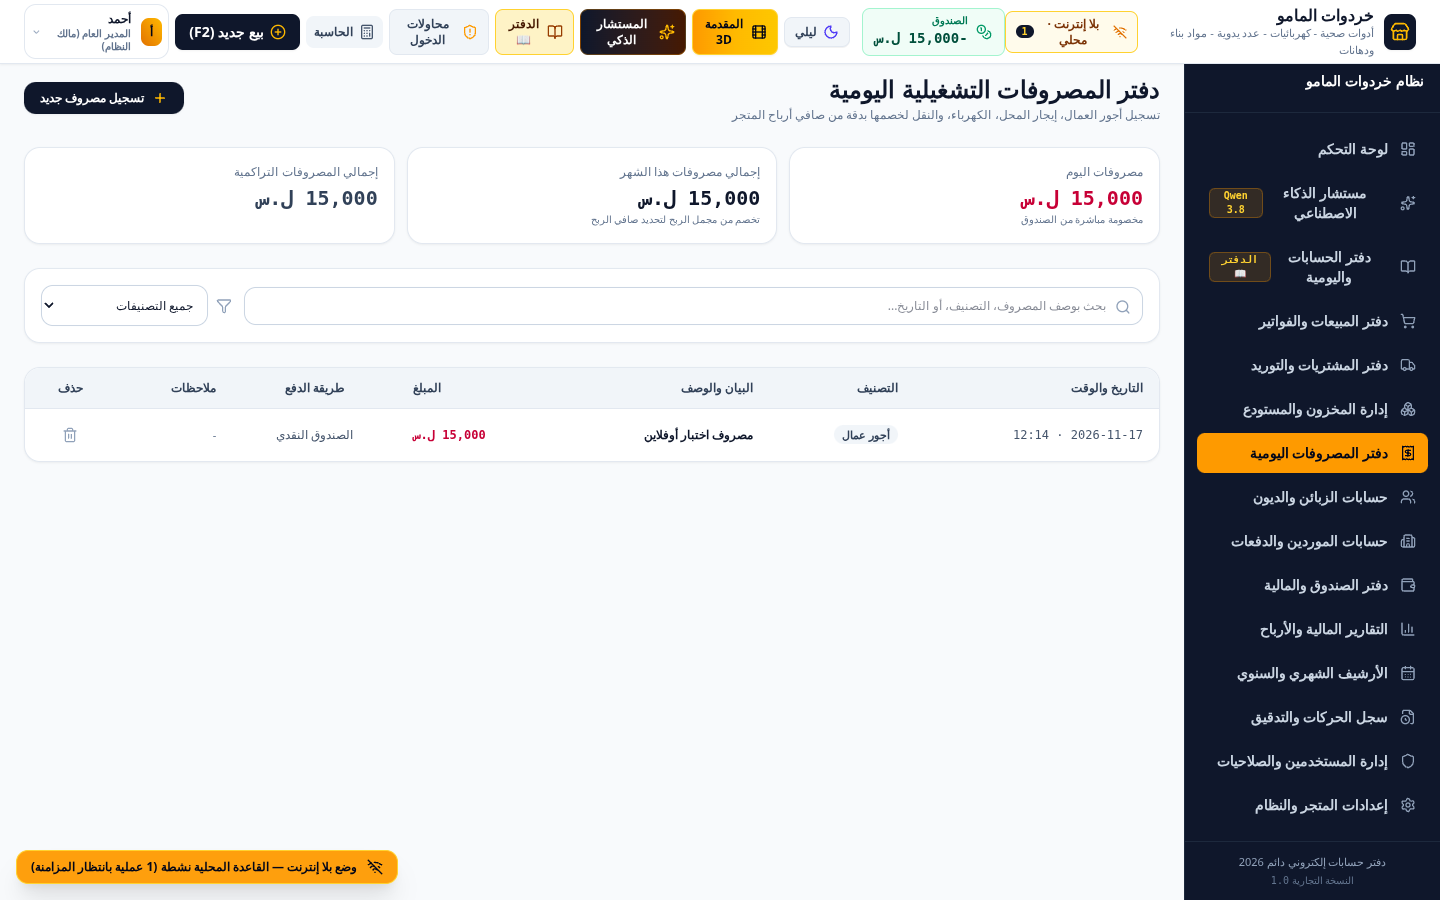 خردوات المامو
أدوات صحية - كهربائيات - عدد يدوية - مواد بناء
ودهانات
بلا إنترنت ·
محلي
1
الصندوق
-15,000 ل.س
ليلي
المقدمة
3D
المستشار
الذكي
الدفتر
📖
محاولات
الدخول
الحاسبة
بيع جديد (F2)
أ
أحمد
المدير العام (مالك
النظام)
نظام خردوات المامو
لوحة التحكم
مستشار الذكاء
الاصطناعي
Qwen
3.8
دفتر الحسابات
واليومية
الدفتر
📖
دفتر المبيعات والفواتير
دفتر المشتريات والتوريد
إدارة المخزون والمستودع
دفتر المصروفات اليومية
حسابات الزبائن والديون
حسابات الموردين والدفعات
دفتر الصندوق والمالية
التقارير المالية والأرباح
الأرشيف الشهري والسنوي
سجل الحركات والتدقيق
إدارة المستخدمين والصلاحيات
إعدادات المتجر والنظام
دفتر حسابات إلكتروني دائم 2026
النسخة التجارية 1.0
دفتر المصروفات التشغيلية اليومية
تسجيل أجور العمال، إيجار المحل، الكهرباء، والنقل لخصمها بدقة من صافي أرباح المتجر
تسجيل مصروف جديد
مصروفات اليوم
15,000 ل.س
مخصومة مباشرة من الصندوق
إجمالي مصروفات هذا الشهر
15,000 ل.س
تخصم من مجمل الربح لتحديد صافي الربح
إجمالي المصروفات التراكمية
15,000 ل.س
بحث بوصف المصروف، التصنيف، أو التاريخ...
جميع التصنيفات
التاريخ والوقت التصنيف البيان والوصف المبلغ طريقة الدفع ملاحظات حذف
2026-11-17 · 12:14 أجور عمال مصروف اختبار أوفلاين 15,000 ل.س الصندوق النقدي -
وضع بلا إنترنت — القاعدة المحلية نشطة (1 عملية بانتظار المزامنة)